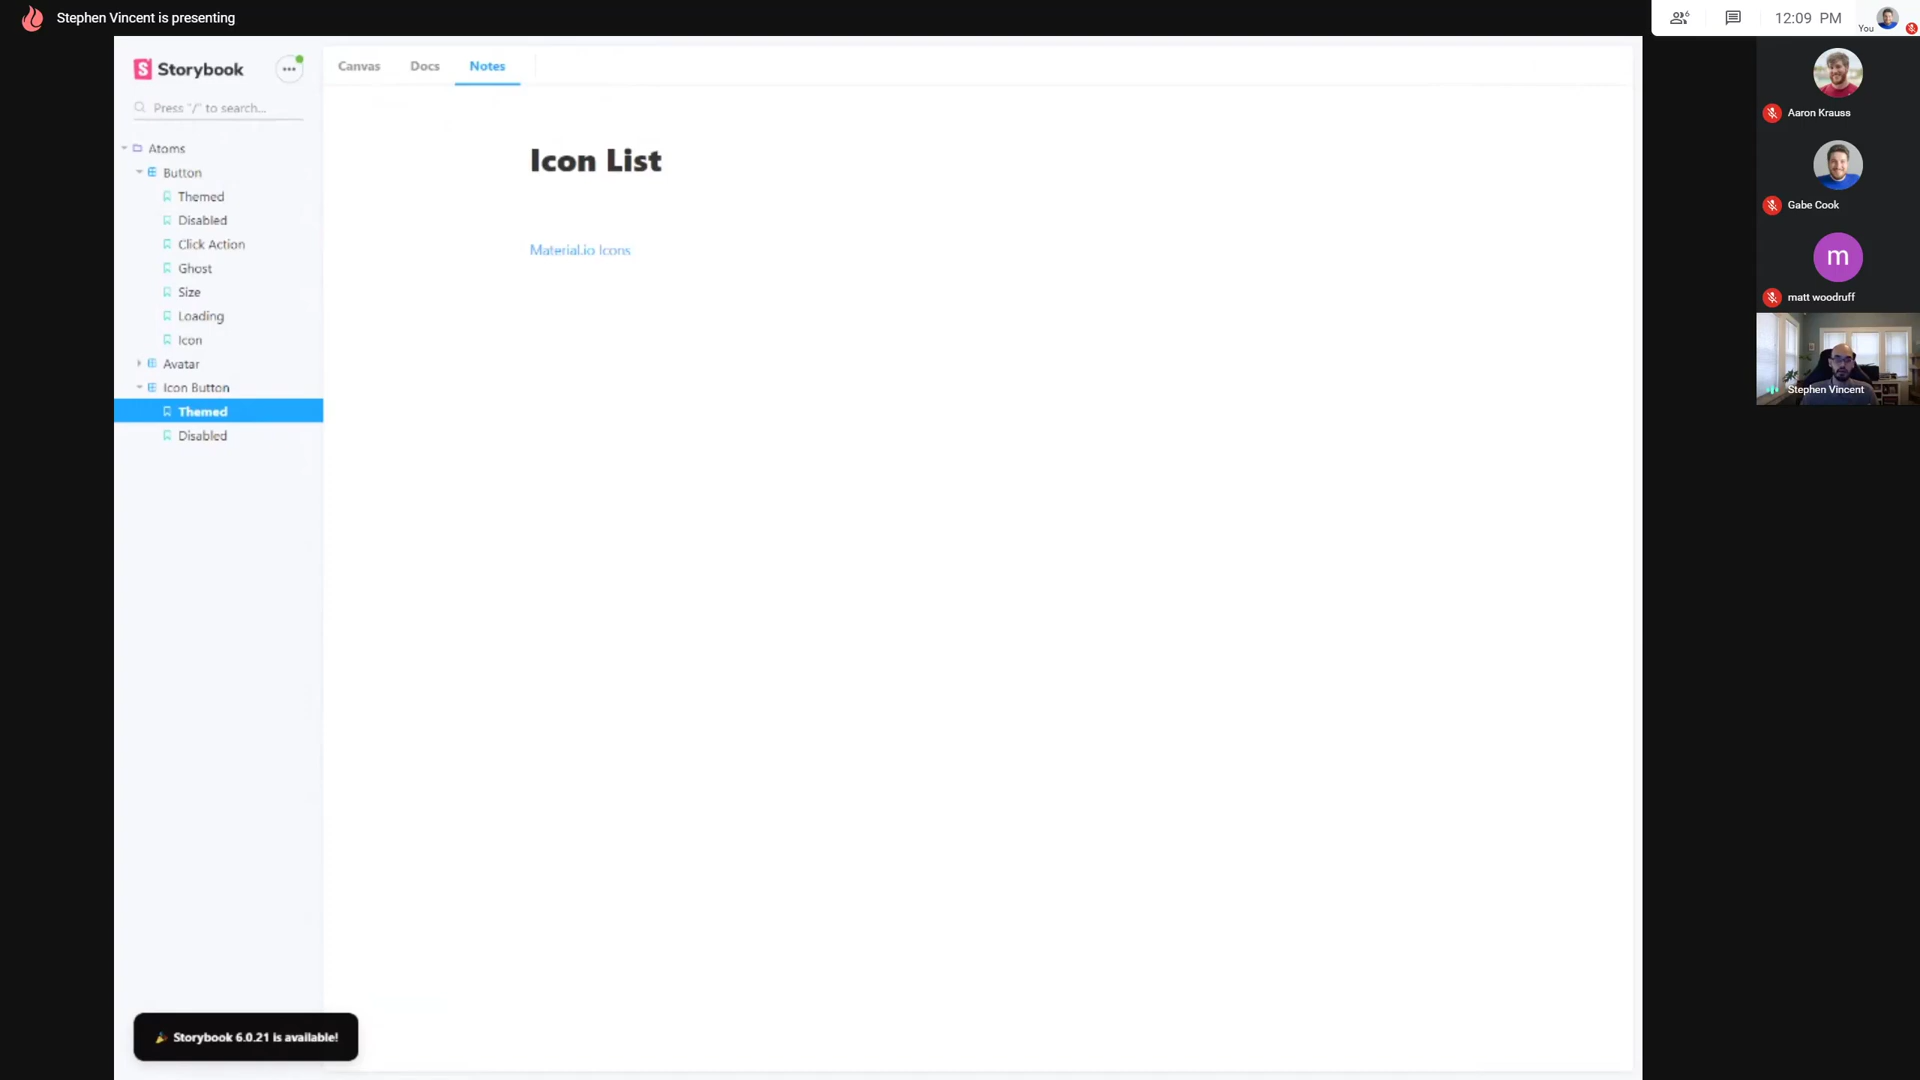 Stephen Vincent is presenting
6
12:09 PM
You
Storybook
Press "/" to search...
Atoms
Button
Themed
Disabled
Click Action
Ghost
Size
Loading
Icon
Avatar
Icon Button
Themed
Disabled
Canvas
Docs
Notes
Icon List
Material.io Icons
Storybook 6.0.21 is available!
Aaron Krauss
Gabe Cook
m
matt woodruff
Stephen Vincent